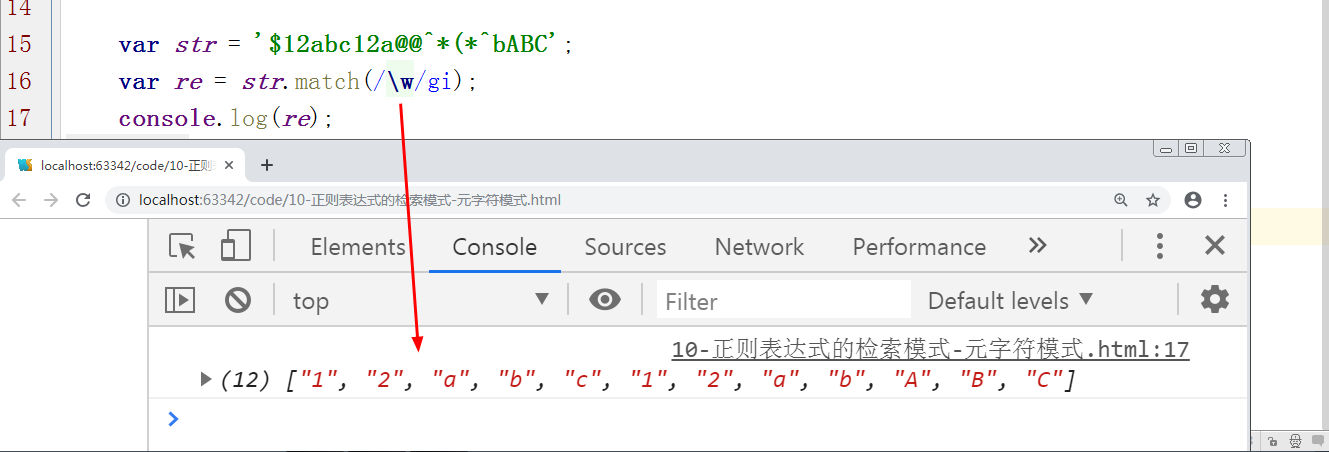 14
15 var str = '$12abc12a@@^*(*^bABC';
16 var re = str.match(/\w/gi);
17 console.log(re);
localhost:63342/code/10-正则
localhost:63342/code/10-正则表达式的检索模式-元字符模式.html
Elements Console Sources Network Performance
top Filter Default levels
10-正则表达式的检索模式-元字符模式.html:17
(12) ["1", "2", "a", "b", "c", "1", "2", "a", "b", "A", "B", "C"]